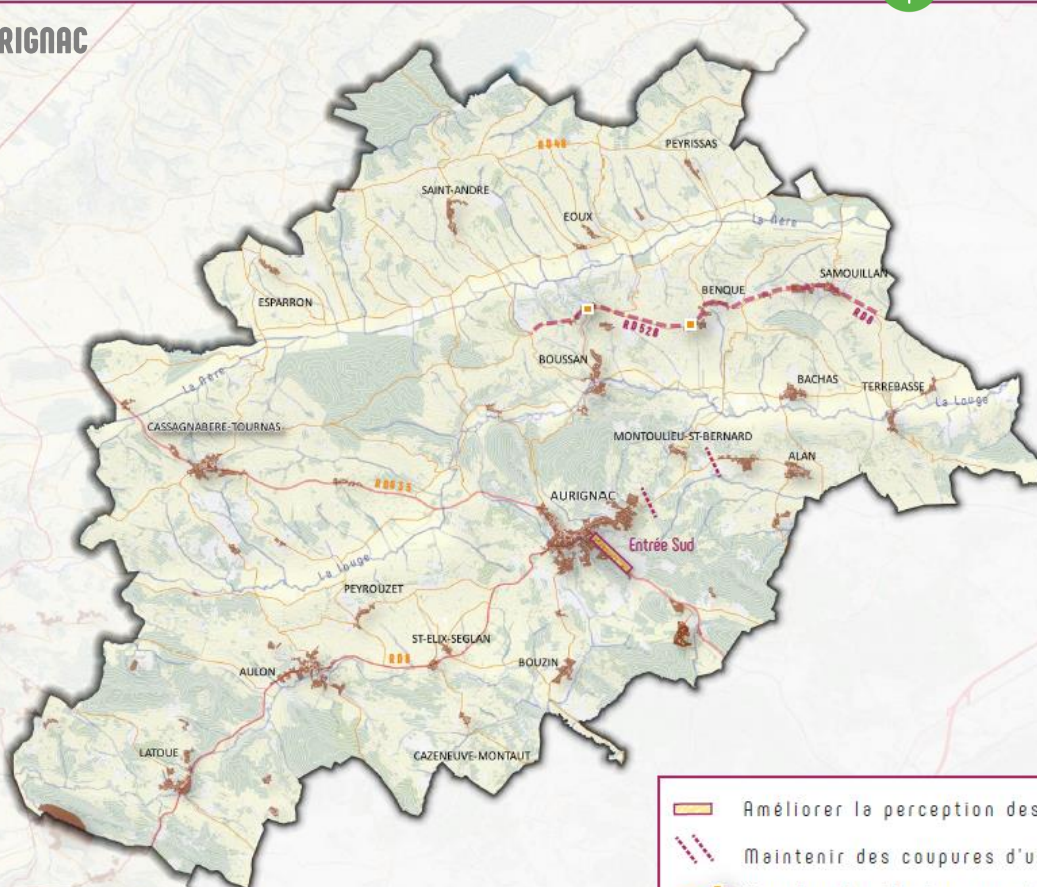 RIGNAC
RD48
PEYRISSAS
SAINT-ANDRE
EOUX
La Nère
ESPARRON
BENQUE
SAMOUILLAN
RD52B
RD8
BOUSSAN
La Nère
BACHAS
TERREBASSE
La Louge
CASSAGNABERE-TOURNAS
MONTOULIEU-ST-BERNARD
ALAN
RD635
AURIGNAC
Entrée Sud
La Louge
PEYROUZET
ST-ELIX-SEGLAN
RD8
BOUZIN
AULON
LATOUE
CAZENEUVE-MONTAUT
Améliorer la perception des
Maintenir des coupures d'u